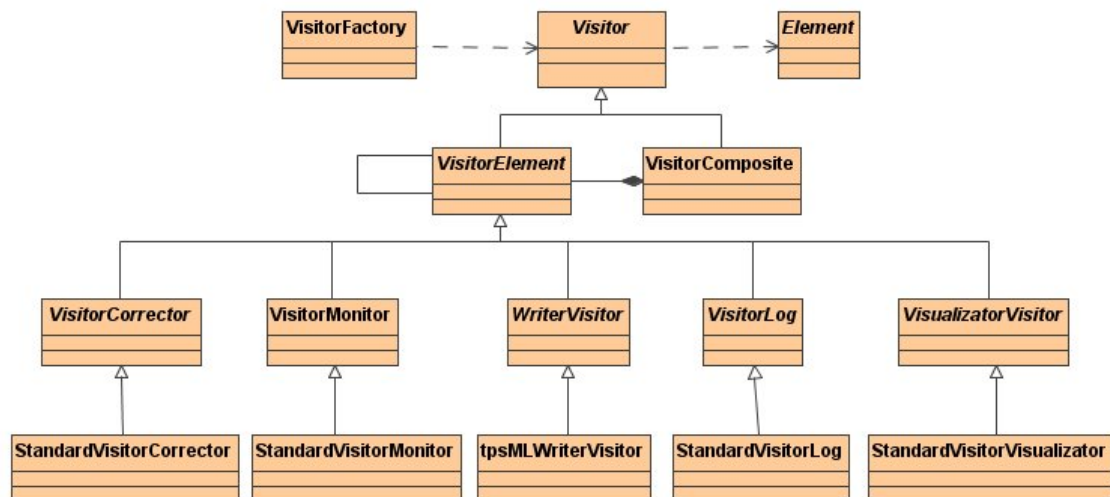 VisitorFactory
Visitor
Element
VisitorElement
VisitorComposite
VisitorCorrector
VisitorMonitor
WriterVisitor
VisitorLog
VisualizatorVisitor
StandardVisitorCorrector
StandardVisitorMonitor
tpsMLWriterVisitor
StandardVisitorLog
StandardVisitorVisualizator